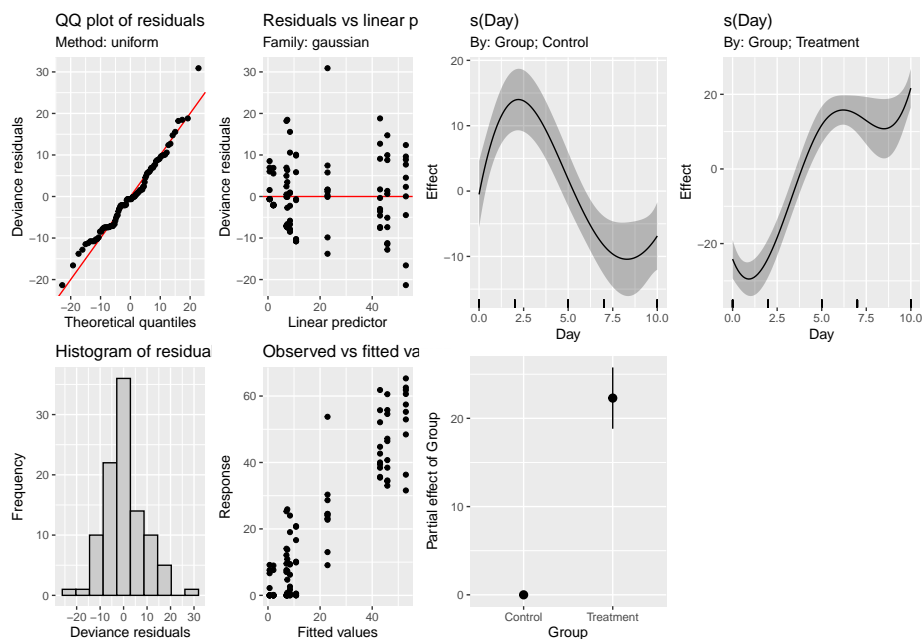 QQ plot of residuals
Method: uniform
30
20
10
0
−10
−20
−20
−10
0
10
20
Deviance residuals
Theoretical quantiles
Residuals vs linear p
Family: gaussian
30
20
10
0
−10
−20
0
20
40
Deviance residuals
Linear predictor
s(Day)
By: Group; Control
20
10
0
−10
0.0
2.5
5.0
7.5
10.0
Effect
Day
s(Day)
By: Group; Treatment
20
0
−20
0.0
2.5
5.0
7.5
10.0
Effect
Day
Histogram of residual
30
20
10
0
−20
−10
0
10
20
30
Frequency
Deviance residuals
Observed vs fitted va
60
40
20
0
0
20
40
Response
Fitted values
20
10
0
Control
Treatment
Partial effect of Group
Group